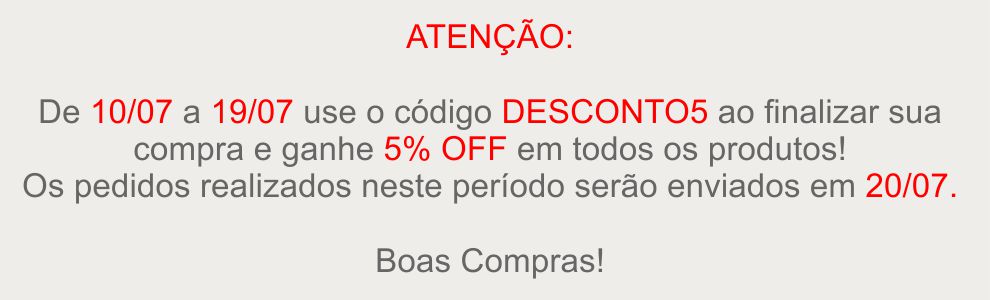 ATENÇÃO:
De 10/07 a 19/07 use o código DESCONTO5 ao finalizar sua
compra e ganhe 5% OFF em todos os produtos!
Os pedidos realizados neste período serão enviados em 20/07.
Boas Compras!